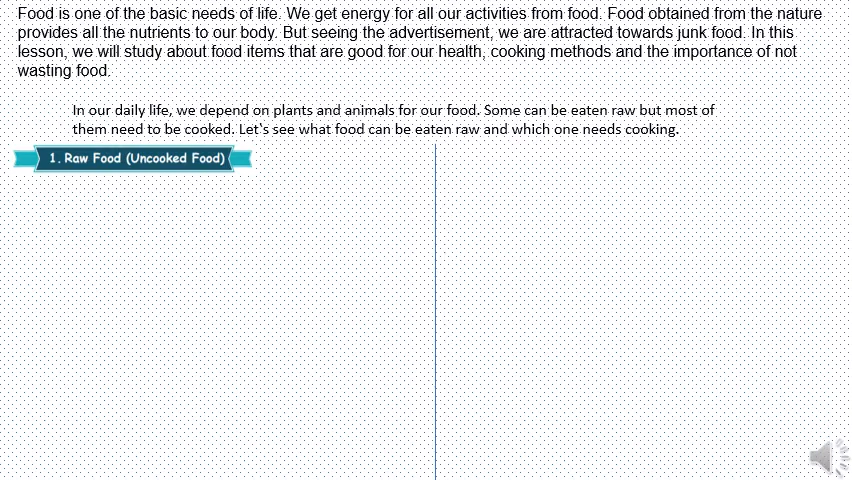 Food is one of the basic needs of life. We get energy for all our activities from food. Food obtained from the nature
provides all the nutrients to our body. But seeing the advertisement, we are attracted towards junk food. In this
lesson, we will study about food items that are good for our health, cooking methods and the importance of not
wasting food.
In our daily life, we depend on plants and animals for our food. Some can be eaten raw but most of
them need to be cooked. Let's see what food can be eaten raw and which one needs cooking.
1. Raw Food (Uncooked Food)